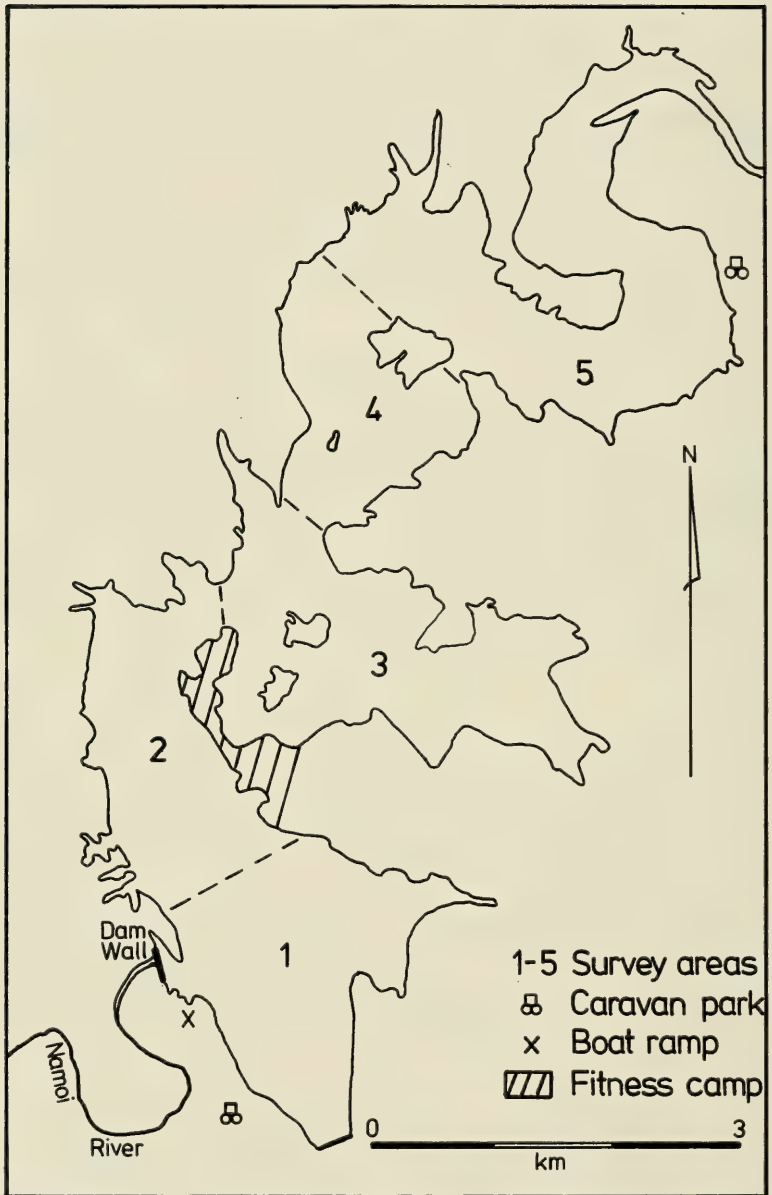 5
N
4
3
2
Dam
Wall
1
1-5 Survey areas
Caravan park
x Boat ramp
Fitness camp
x
Namoi
River
0 3
km